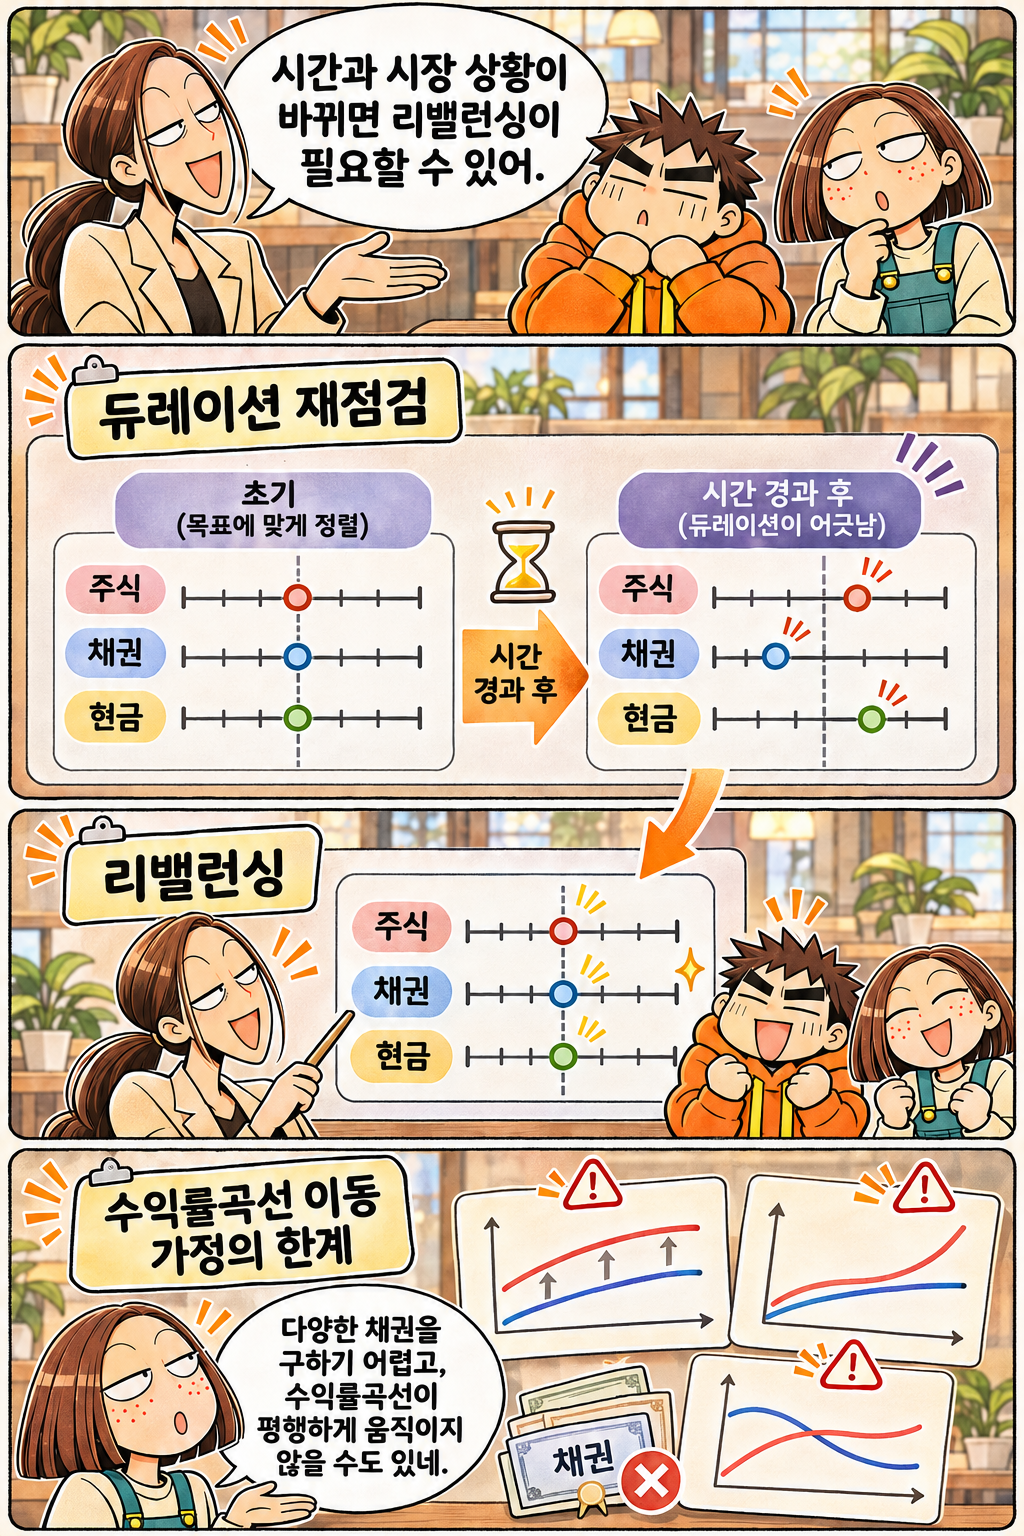 시간과 시장 상황이
바뀌면 리밸런싱이
필요할 수 있어.
듀레이션 재점검
초기
(목표에 맞게 정렬)
주식
채권
현금
시간
경과 후
시간 경과 후
(듀레이션이 어긋남)
주식
채권
현금
리밸런싱
주식
채권
현금
수익률곡선 이동
가정의 한계
다양한 채권을
구하기 어렵고,
수익률곡선이
평행하게 움직이지
않을 수도 있네.
채권